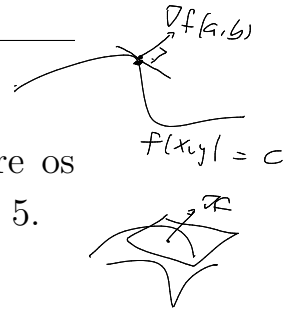 ∇f(a,b)
f(x,y) = c
re os
5.
π